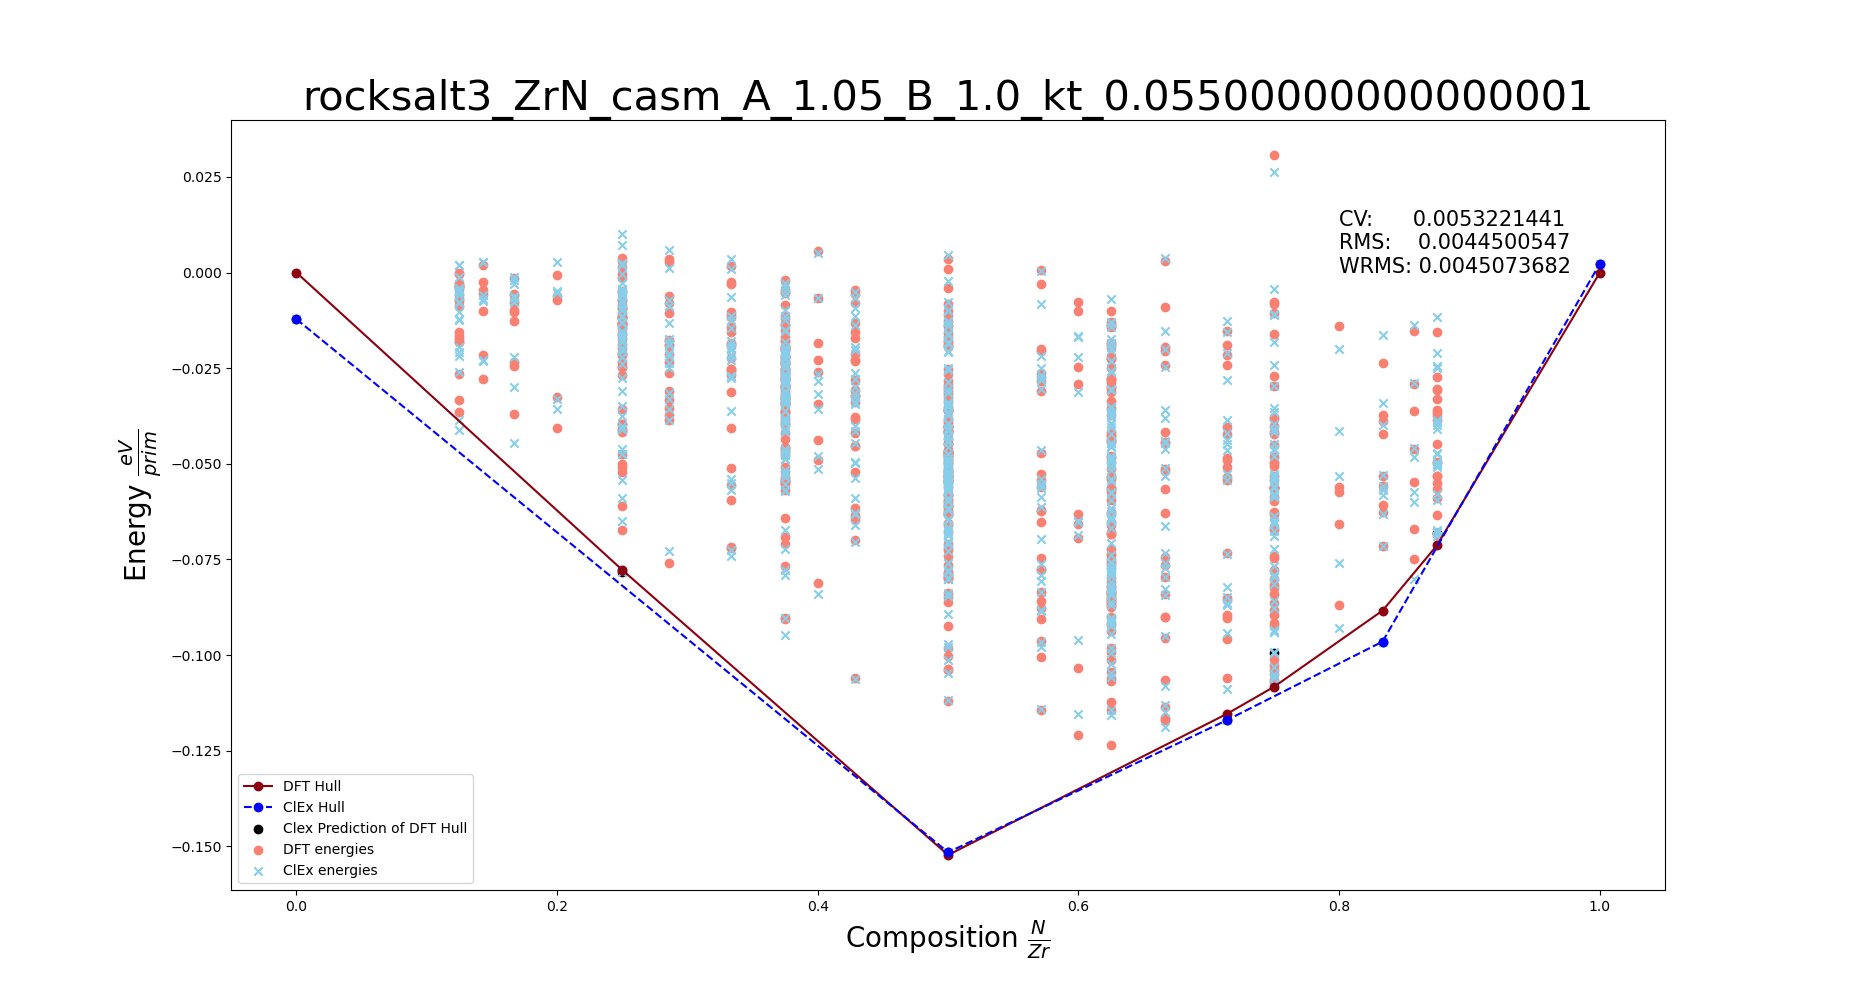 rocksalt3_ZrN_casm_A_1.05_B_1.0_kt_0.05500000000000001
CV: 0.0053221441
RMS: 0.0044500547
WRMS: 0.0045073682
0.025
0.000
−0.025
−0.050
−0.075
−0.100
−0.125
−0.150
Energy eV/prim
DFT Hull
ClEx Hull
Clex Prediction of DFT Hull
DFT energies
ClEx energies
0.0 0.2 0.4 0.6 0.8 1.0
Composition N/Zr